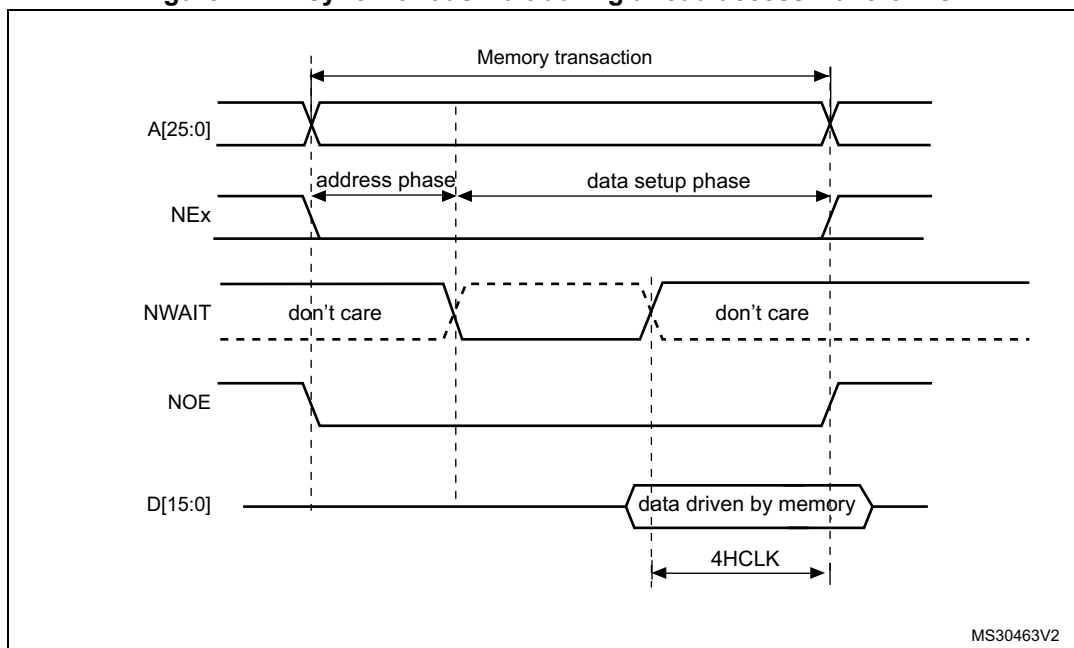 Memory transaction
A[25:0]
address phase
data setup phase
NEx
NWAIT
don't care
don't care
NOE
D[15:0]
data driven by memory
4HCLK
MS30463V2